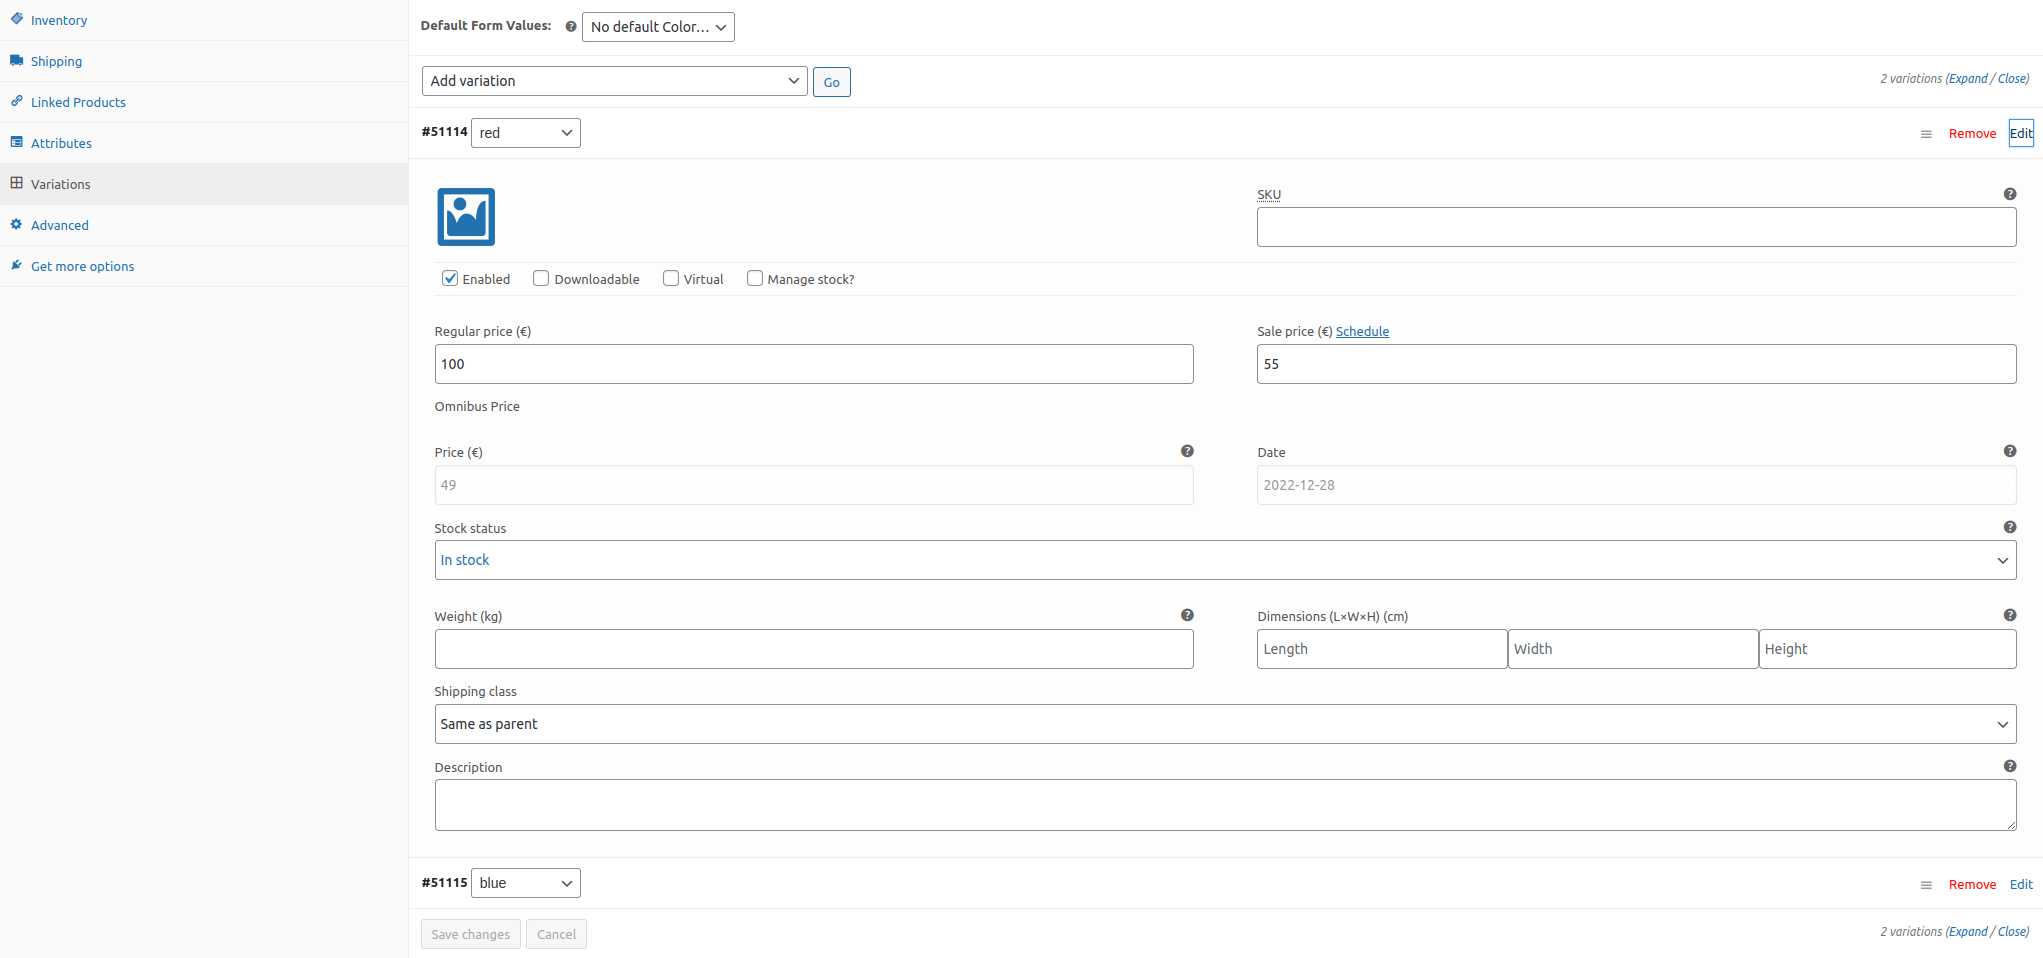 Inventory
Shipping
Linked Products
Attributes
Variations
Advanced
Get more options
Default Form Values: No default Color...
Add variation Go 2 variations (Expand / Close)
#51114 red Remove Edit
SKU
Enabled Downloadable Virtual Manage stock?
Regular price (€) Sale price (€) Schedule
100 55
Omnibus Price
Price (€) Date
49 2022-12-28
Stock status
In stock
Weight (kg) Dimensions (L×W×H) (cm)
Length Width Height
Shipping class
Same as parent
Description
#51115 blue Remove Edit
Save changes Cancel 2 variations (Expand / Close)